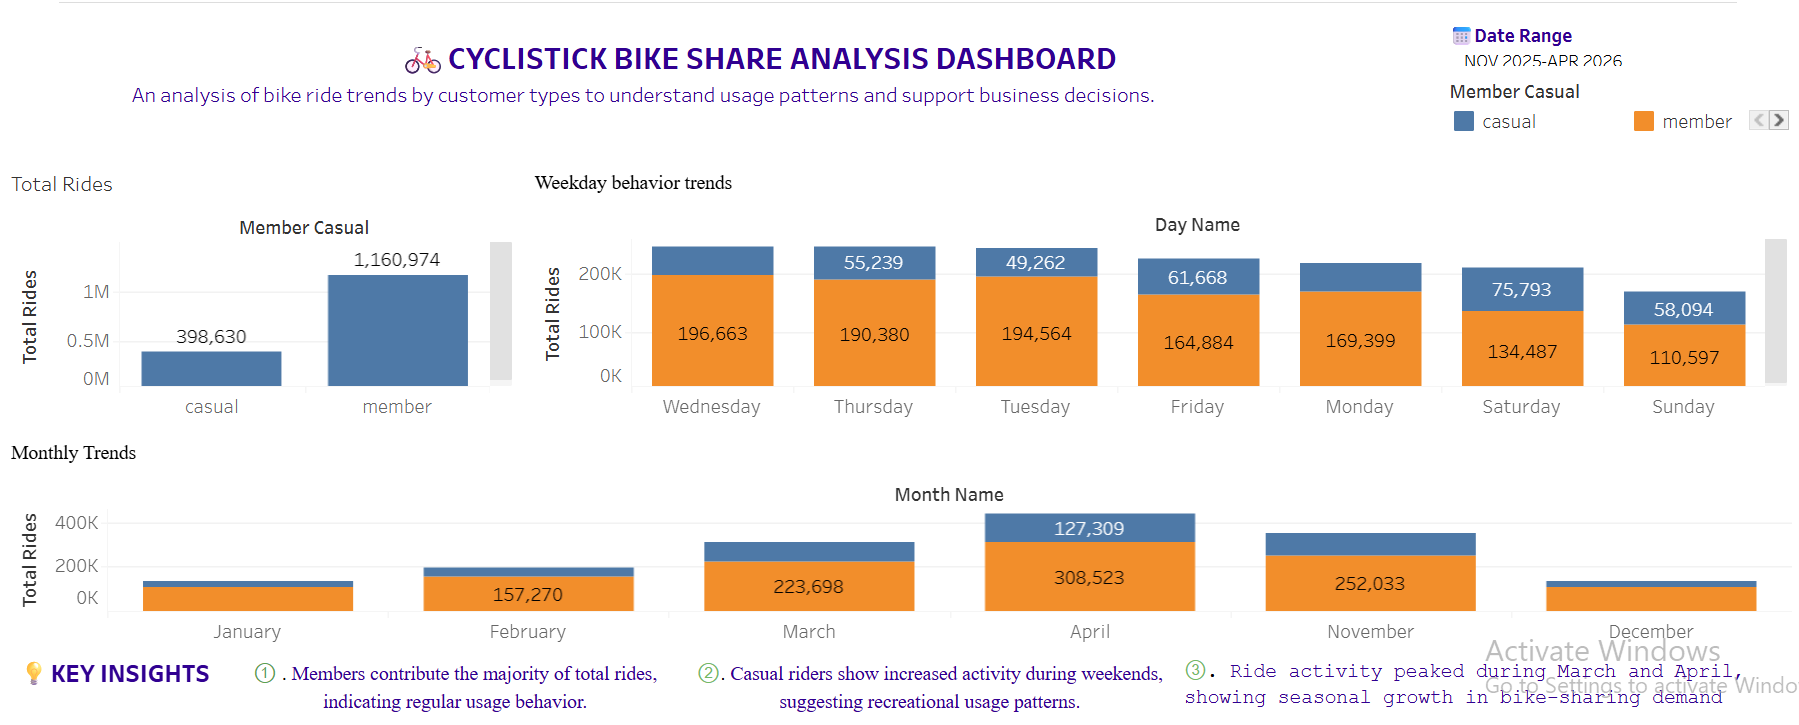 CYCLISTICK BIKE SHARE ANALYSIS DASHBOARD
An analysis of bike ride trends by customer types to understand usage patterns and support business decisions.
Date Range
NOV 2025-APR 2026
Member Casual
casual
member
Total Rides
Member Casual
Total Rides
1M
0.5M
0M
398,630
1,160,974
casual
member
Weekday behavior trends
Day Name
Total Rides
200K
100K
0K
55,239
49,262
61,668
75,793
58,094
196,663
190,380
194,564
164,884
169,399
134,487
110,597
Wednesday
Thursday
Tuesday
Friday
Monday
Saturday
Sunday
Monthly Trends
Month Name
Total Rides
400K
200K
0K
127,309
157,270
223,698
308,523
252,033
January
February
March
April
November
December
KEY INSIGHTS
① . Members contribute the majority of total rides,
indicating regular usage behavior.
②. Casual riders show increased activity during weekends,
suggesting recreational usage patterns.
③. Ride activity peaked during March and April,
showing seasonal growth in bike-sharing demand
Activate Windows
Go to Settings to activate Windo